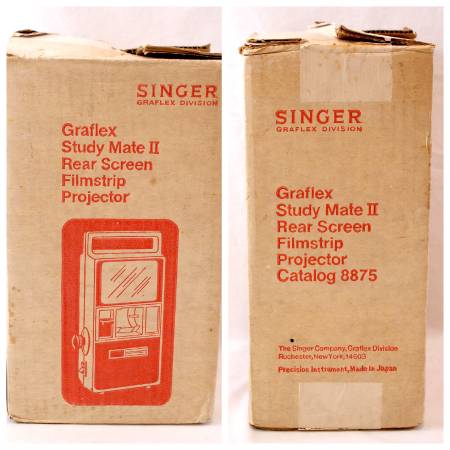 SINGER
GRAFLEX DIVISION
Graflex
Study Mate II
Rear Screen
Filmstrip
Projector
SINGER
GRAFLEX DIVISION
Graflex
Study Mate II
Rear Screen
Filmstrip
Projector
Catalog 8875
The Singer Company, Graflex Division
Rochester, New York, 14603
Precision Instrument, Made in Japan